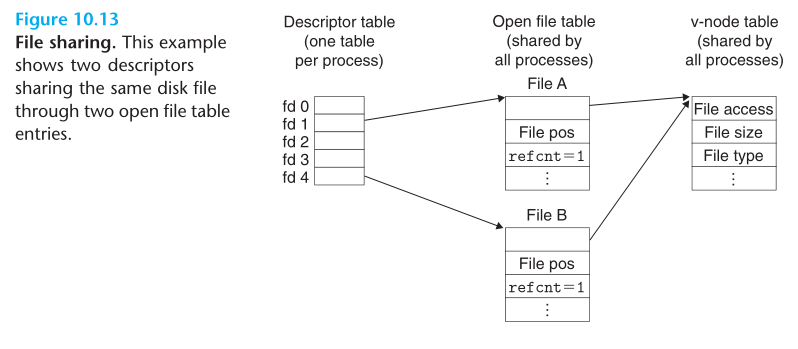 Figure 10.13
File sharing. This example
shows two descriptors
sharing the same disk file
through two open file table
entries.
Descriptor table
(one table
per process)
Open file table
(shared by
all processes)
v-node table
(shared by
all processes)
fd 0
fd 1
fd 2
fd 3
fd 4
File A
File pos
refcnt=1
⋮
File B
File pos
refcnt=1
⋮
File access
File size
File type
⋮